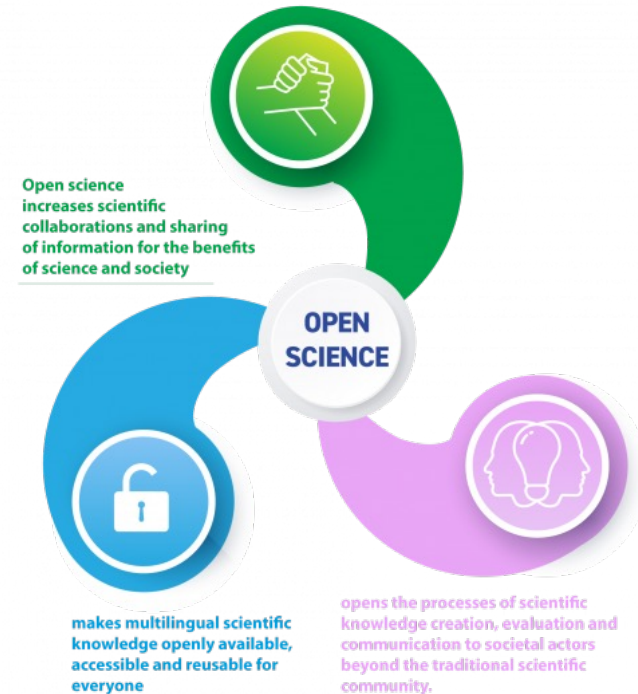 Open science
increases scientific
collaborations and sharing
of information for the benefits
of science and society
OPEN
SCIENCE
makes multilingual scientific
knowledge openly available,
accessible and reusable for
everyone
opens the processes of scientific
knowledge creation, evaluation and
communication to societal actors
beyond the traditional scientific
community.